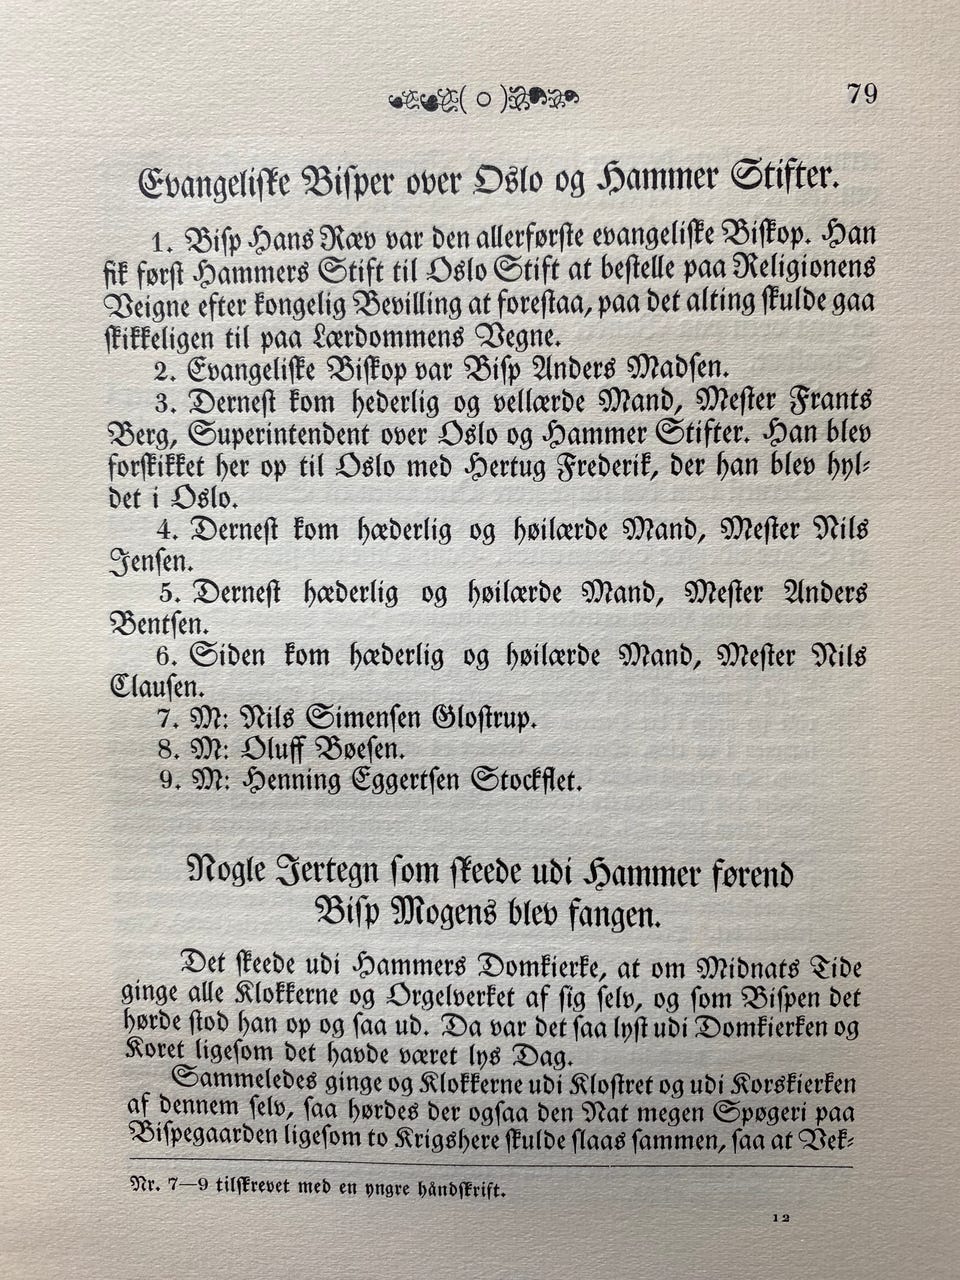 ( o ) 79
Evangeliske Bisper over Oslo og Hammer Stifter.
1. Bisp Hans Ræv var den allerførste evangeliske Biskop. Han
fik først Hammers Stift til Oslo Stift at bestelle paa Religionens
Veigne efter kongelig Bevilling at forestaa, paa det alting skulde gaa
skikkeligen til paa Lærdommens Vegne.
2. Evangeliske Biskop var Bisp Anders Madsen.
3. Dernest kom hederlig og vellærde Mand, Mester Frants
Berg, Superintendent over Oslo og Hammer Stifter. Han blev
forskikket her op til Oslo med Hertug Frederik, der han blev hyl-
det i Oslo.
4. Dernest kom hæderlig og høilærde Mand, Mester Nils
Jensen.
5. Dernest hæderlig og høilærde Mand, Mester Anders
Bentsen.
6. Siden kom hæderlig og høilærde Mand, Mester Nils
Clausen.
7. M: Nils Simensen Glostrup.
8. M: Oluff Bøesen.
9. M: Henning Eggertsen Stockflet.
Nogle Jertegn som skeede udi Hammer førend
Bisp Mogens blev fangen.
Det skeede udi Hammers Domkierke, at om Midnats Tide
ginge alle Klokkerne og Orgelverket af sig selv, og som Bispen det
hørde stod han op og saa ud. Da var det saa lyst udi Domkierken og
Koret ligesom det havde været lys Dag.
Sammeledes ginge og Klokkerne udi Klostret og udi Korskierken
af dennem selv, saa hørdes der ogsaa den Nat megen Spøgeri paa
Bispegaarden ligesom to Krigshere skulde slaas sammen, saa at Vek-
Nr. 7—9 tilskrevet med en yngre håndskrift.
12